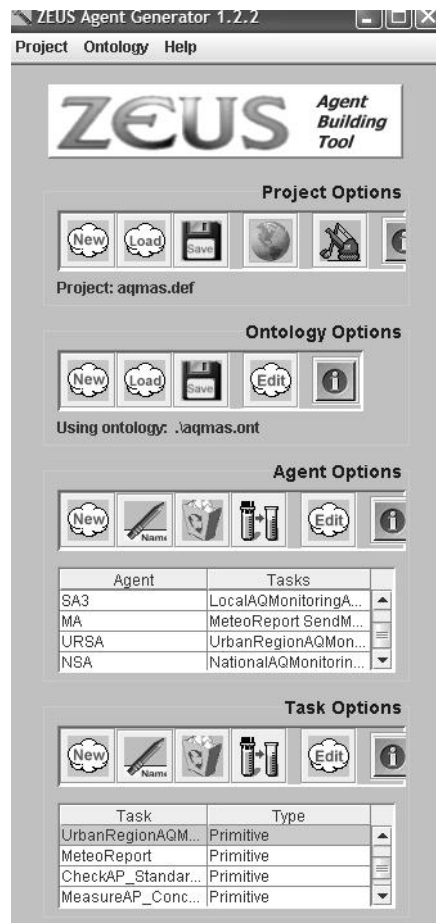 ZEUS Agent Generator 1.2.2
Project Ontology Help
ZEUS Agent
Building
Tool
Project Options
New Load Save
Project: aqmas.def
Ontology Options
New Load Save Edit
Using ontology: .\aqmas.ont
Agent Options
New Name Edit
Agent Tasks
SA3 LocalAQMonitoringA...
MA MeteoReport SendM...
URSA UrbanRegionAQMon...
NSA NationalAQMonitorin...
Task Options
New Name Edit
Task Type
UrbanRegionAQM... Primitive
MeteoReport Primitive
CheckAP_Standar... Primitive
MeasureAP_Conc... Primitive